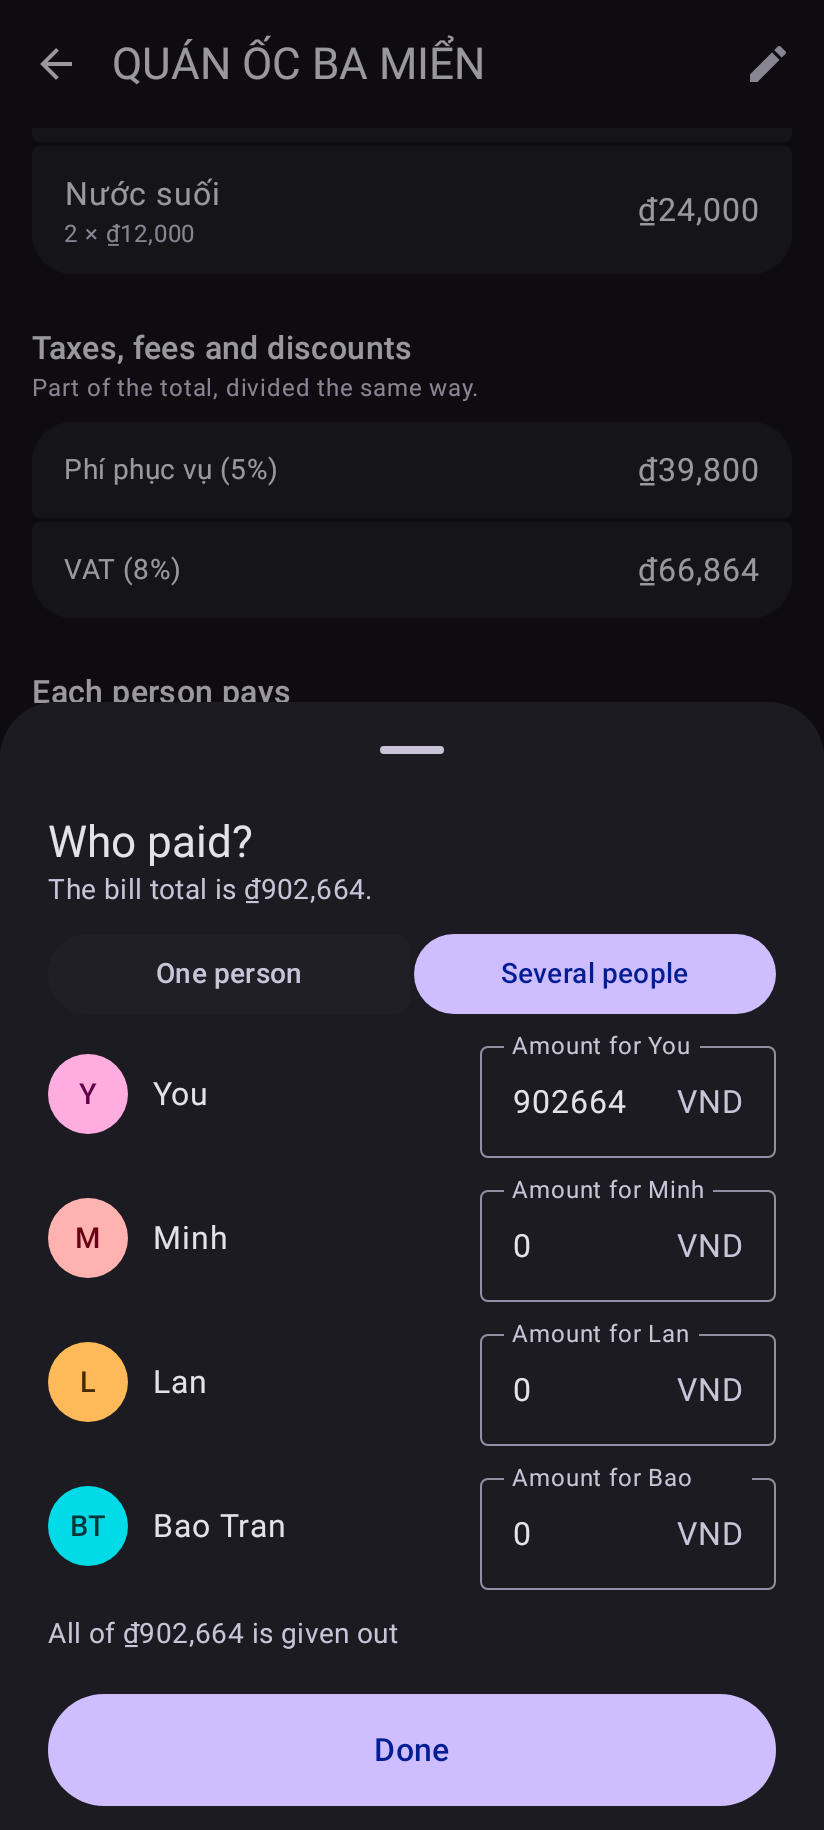 QUÁN ỐC BA MIỂN
Nước suối
2 × ₫12,000
₫24,000
Taxes, fees and discounts
Part of the total, divided the same way.
Phí phục vụ (5%)
₫39,800
VAT (8%)
₫66,864
Each person pays
Who paid?
The bill total is ₫902,664.
One person
Several people
Y
You
Amount for You
902664 VND
M
Minh
Amount for Minh
0 VND
L
Lan
Amount for Lan
0 VND
BT
Bao Tran
Amount for Bao
0 VND
All of ₫902,664 is given out
Done